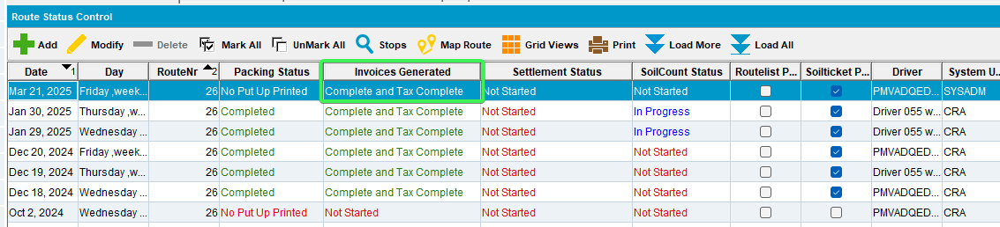 Route Status Control
Add Modify Delete Mark All UnMark All Stops Map Route Grid Views Print Load More Load All
Date 1 Day RouteNr 2 Packing Status Invoices Generated Settlement Status SoilCount Status Routelist P... Soilticket P... Driver System U...
Mar 21, 2025 Friday ,week... 26 No Put Up Printed Complete and Tax Complete Not Started Not Started PMVADQED... SYSADM
Jan 30, 2025 Thursday ,w... 26 Completed Complete and Tax Complete Not Started In Progress Driver 055 w... CRA
Jan 29, 2025 Wednesday ... 26 Completed Complete and Tax Complete Not Started In Progress PMVADQED... CRA
Dec 20, 2024 Friday ,week... 26 Completed Complete and Tax Complete Not Started Not Started PMVADQED... CRA
Dec 19, 2024 Thursday ,w... 26 Completed Complete and Tax Complete Not Started Not Started Driver 055 w... CRA
Dec 18, 2024 Wednesday ... 26 Completed Complete and Tax Complete Not Started Not Started PMVADQED... CRA
Oct 2, 2024 Wednesday ... 26 No Put Up Printed Not Started Not Started Not Started PMVADQED... CRA